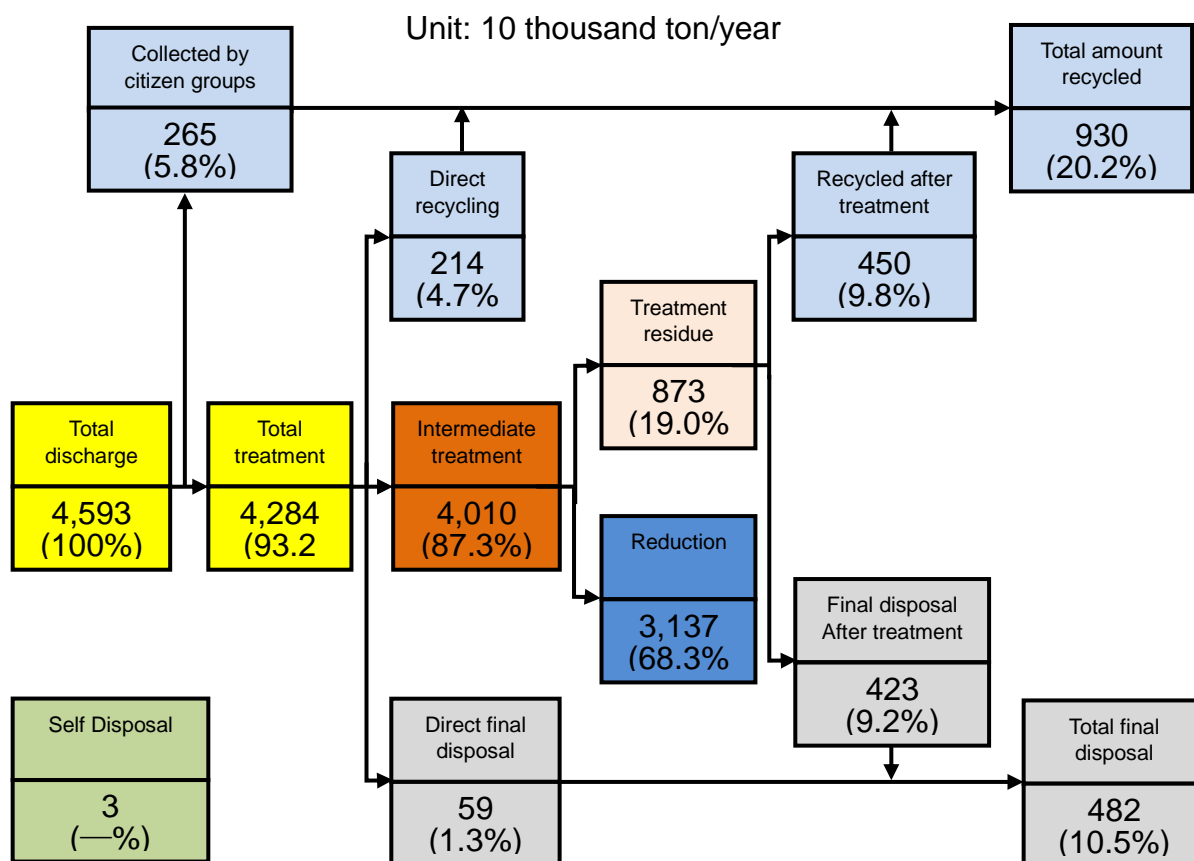 Unit: 10 thousand ton/year
Collected by
citizen groups
265
(5.8%)
Total amount
recycled
930
(20.2%)
Direct
recycling
214
(4.7%
Recycled after
treatment
450
(9.8%)
Treatment
residue
873
(19.0%
Total
discharge
4,593
(100%)
Total
treatment
4,284
(93.2
Intermediate
treatment
4,010
(87.3%)
Reduction
3,137
(68.3%
Final disposal
After treatment
423
(9.2%)
Self Disposal
3
(—%)
Direct final
disposal
59
(1.3%)
Total final
disposal
482
(10.5%)